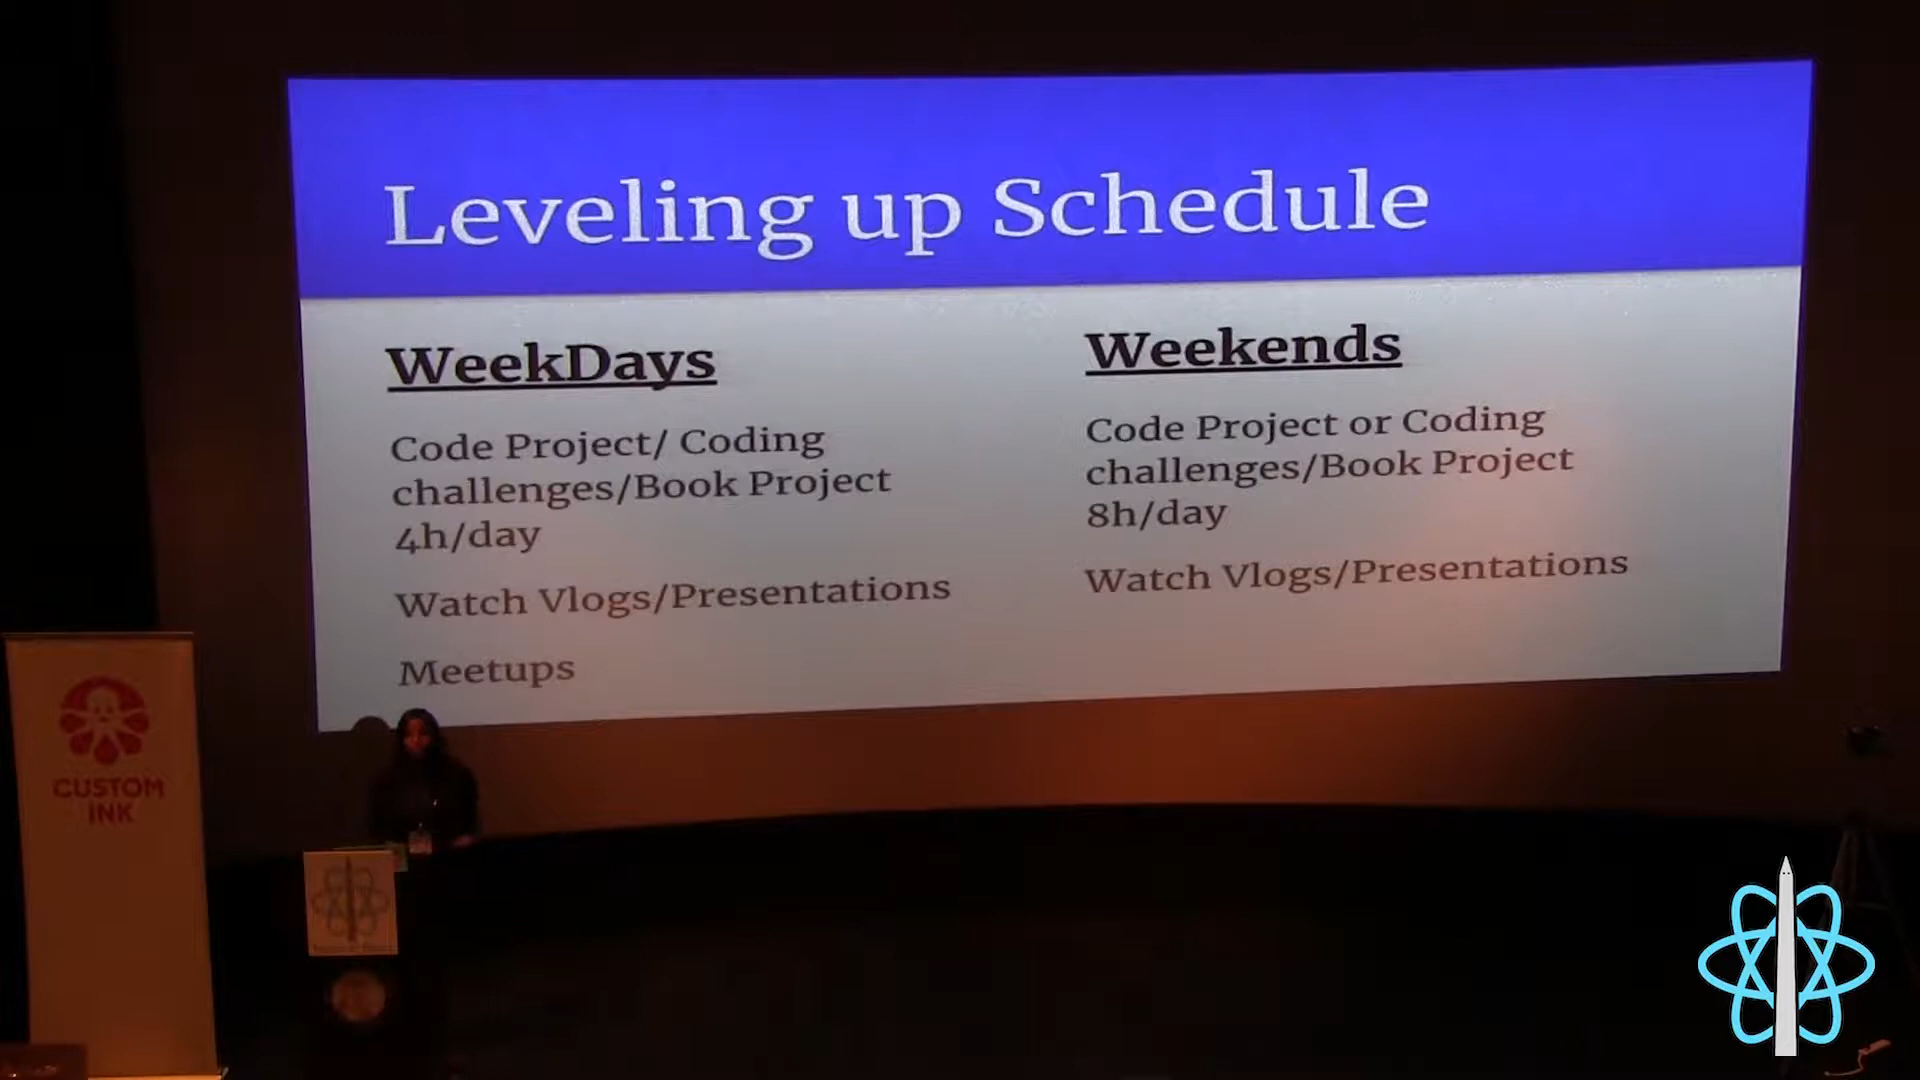 Leveling up Schedule
WeekDays
Code Project/ Coding
challenges/Book Project
4h/day
Watch Vlogs/Presentations
Meetups
Weekends
Code Project or Coding
challenges/Book Project
8h/day
Watch Vlogs/Presentations
CUSTOM
INK